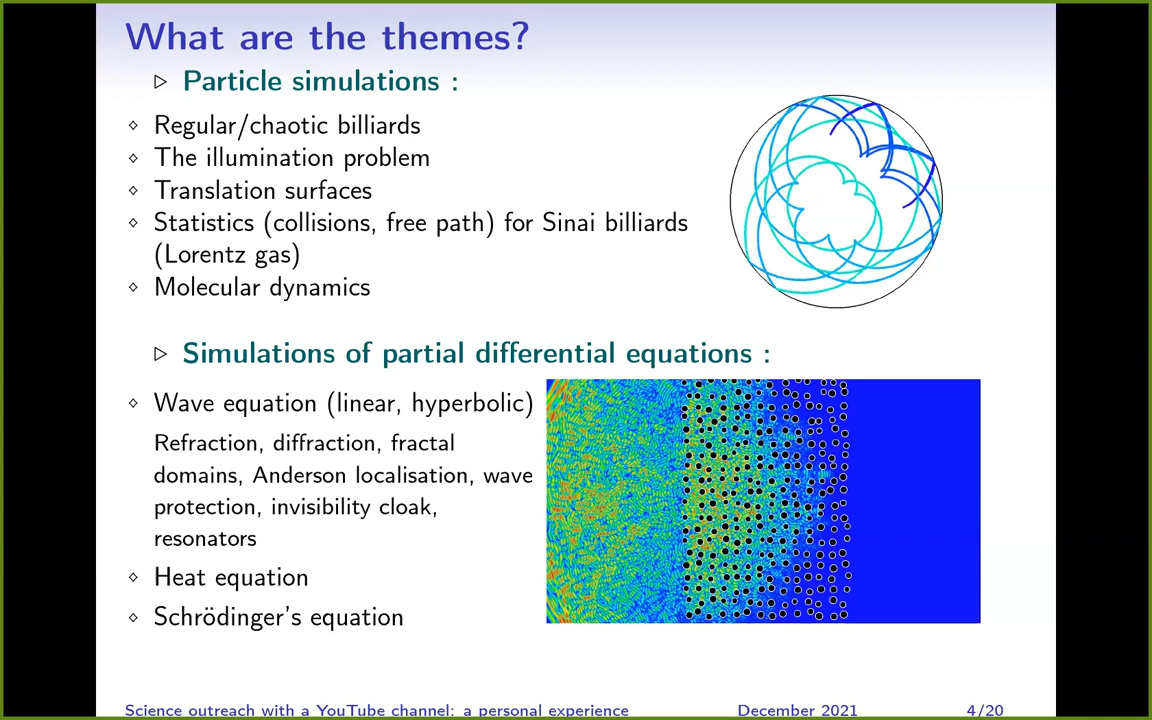 What are the themes?
▷ Particle simulations :
⋄ Regular/chaotic billiards
⋄ The illumination problem
⋄ Translation surfaces
⋄ Statistics (collisions, free path) for Sinai billiards
(Lorentz gas)
⋄ Molecular dynamics
▷ Simulations of partial differential equations :
⋄ Wave equation (linear, hyperbolic)
Refraction, diffraction, fractal
domains, Anderson localisation, wave
protection, invisibility cloak,
resonators
⋄ Heat equation
⋄ Schrödinger's equation
Science outreach with a YouTube channel: a personal experience December 2021 4/20